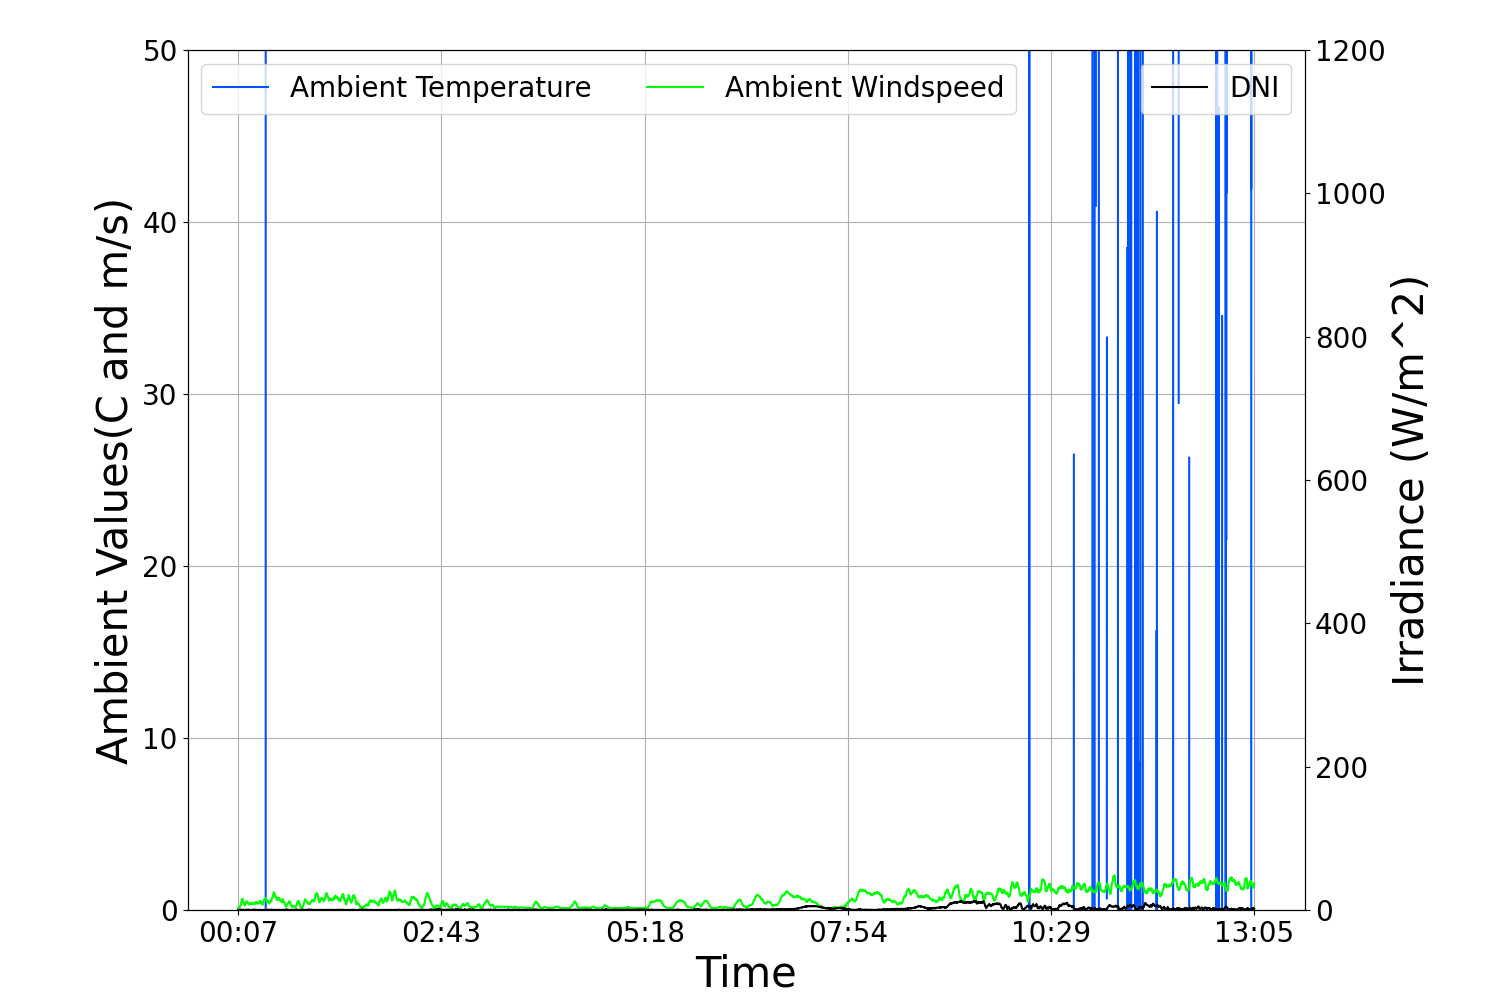 Ambient Temperature Ambient Windspeed DNI
50
40
30
20
10
0
Ambient Values(C and m/s)
1200
1000
800
600
400
200
0
Irradiance (W/m^2)
00:07 02:43 05:18 07:54 10:29 13:05
Time